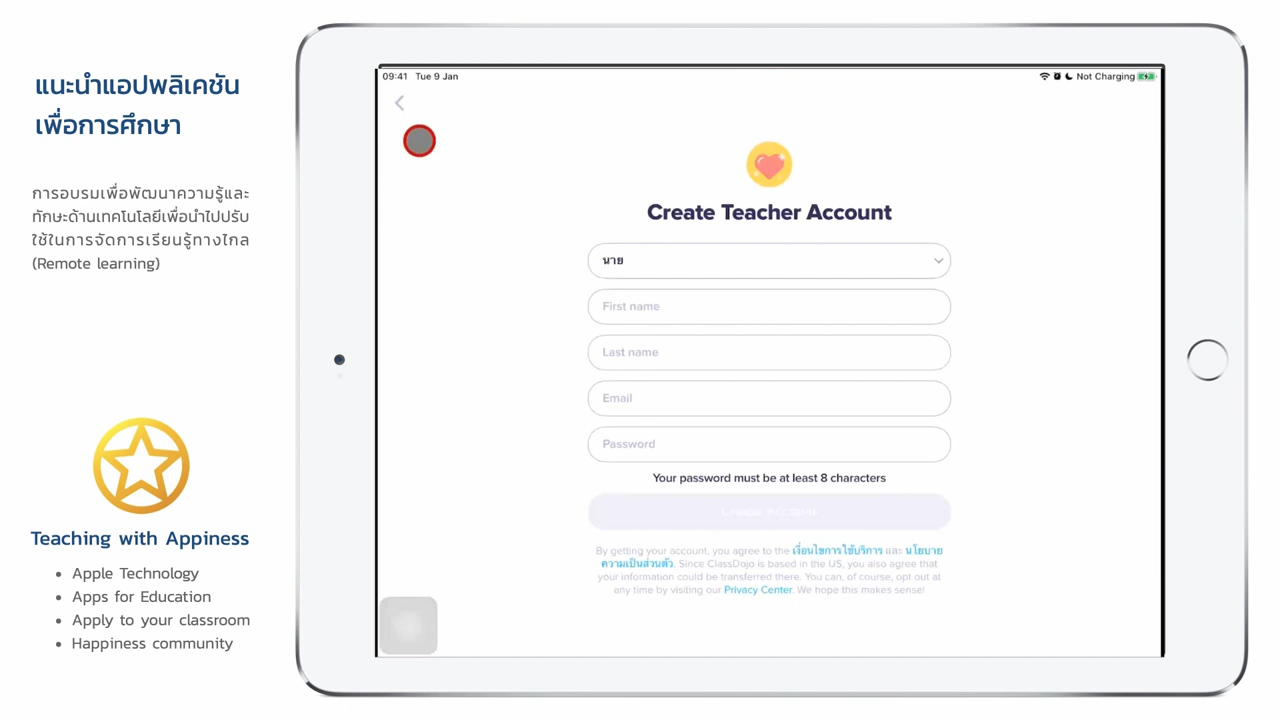 แนะนำแอปพลิเคชัน
เพื่อการศึกษา
การอบรมเพื่อพัฒนาความรู้และ
ทักษะด้านเทคโนโลยีเพื่อนำไปปรับ
ใช้ในการจัดการเรียนรู้ทางไกล
(Remote learning)
Teaching with Appiness
• Apple Technology
• Apps for Education
• Apply to your classroom
• Happiness community
09:41 Tue 9 Jan
Not Charging
Create Teacher Account
นาย
First name
Last name
Email
Password
Your password must be at least 8 characters
Create Account
By getting your account, you agree to the เงื่อนไขการใช้บริการ และ นโยบาย
ความเป็นส่วนตัว. Since ClassDojo is based in the US, you also agree that
your information could be transferred there. You can, of course, opt out at
any time by visiting our Privacy Center. We hope this makes sense!